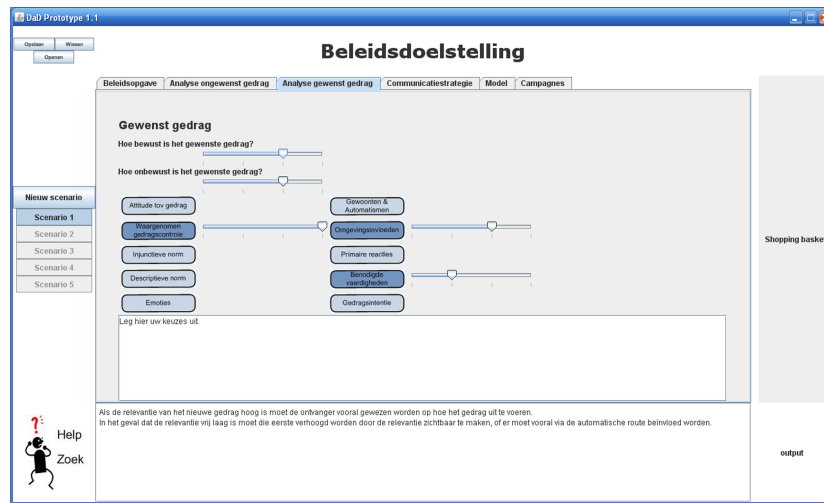 DaD Prototype 1.1
Opslaan Wissen
Openen
Beleidsdoelstelling
Beleidsopgave Analyse ongewenst gedrag Analyse gewenst gedrag Communicatiestrategie Model Campagnes
Gewenst gedrag
Hoe bewust is het gewenste gedrag?
Hoe onbewust is het gewenste gedrag?
Nieuw scenario
Scenario 1
Scenario 2
Scenario 3
Scenario 4
Scenario 5
Attitude tov gedrag
Gewoonten &
Automatismen
Waargenomen
gedragscontrole
Omgevingsinvloeden
Injunctieve norm
Primaire reacties
Descriptieve norm
Benodigde
vaardigheden
Emoties
Gedragsintentie
Leg hier uw keuzes uit.
Shopping basket
Als de relevantie van het nieuwe gedrag hoog is moet de ontvanger vooral gewezen worden op hoe het gedrag uit te voeren.
In het geval dat de relevantie vrij laag is moet die eerste verhoogd worden door de relevantie zichtbaar te maken, of er moet vooral via de automatische route beïnvloed worden.
Help
Zoek
output